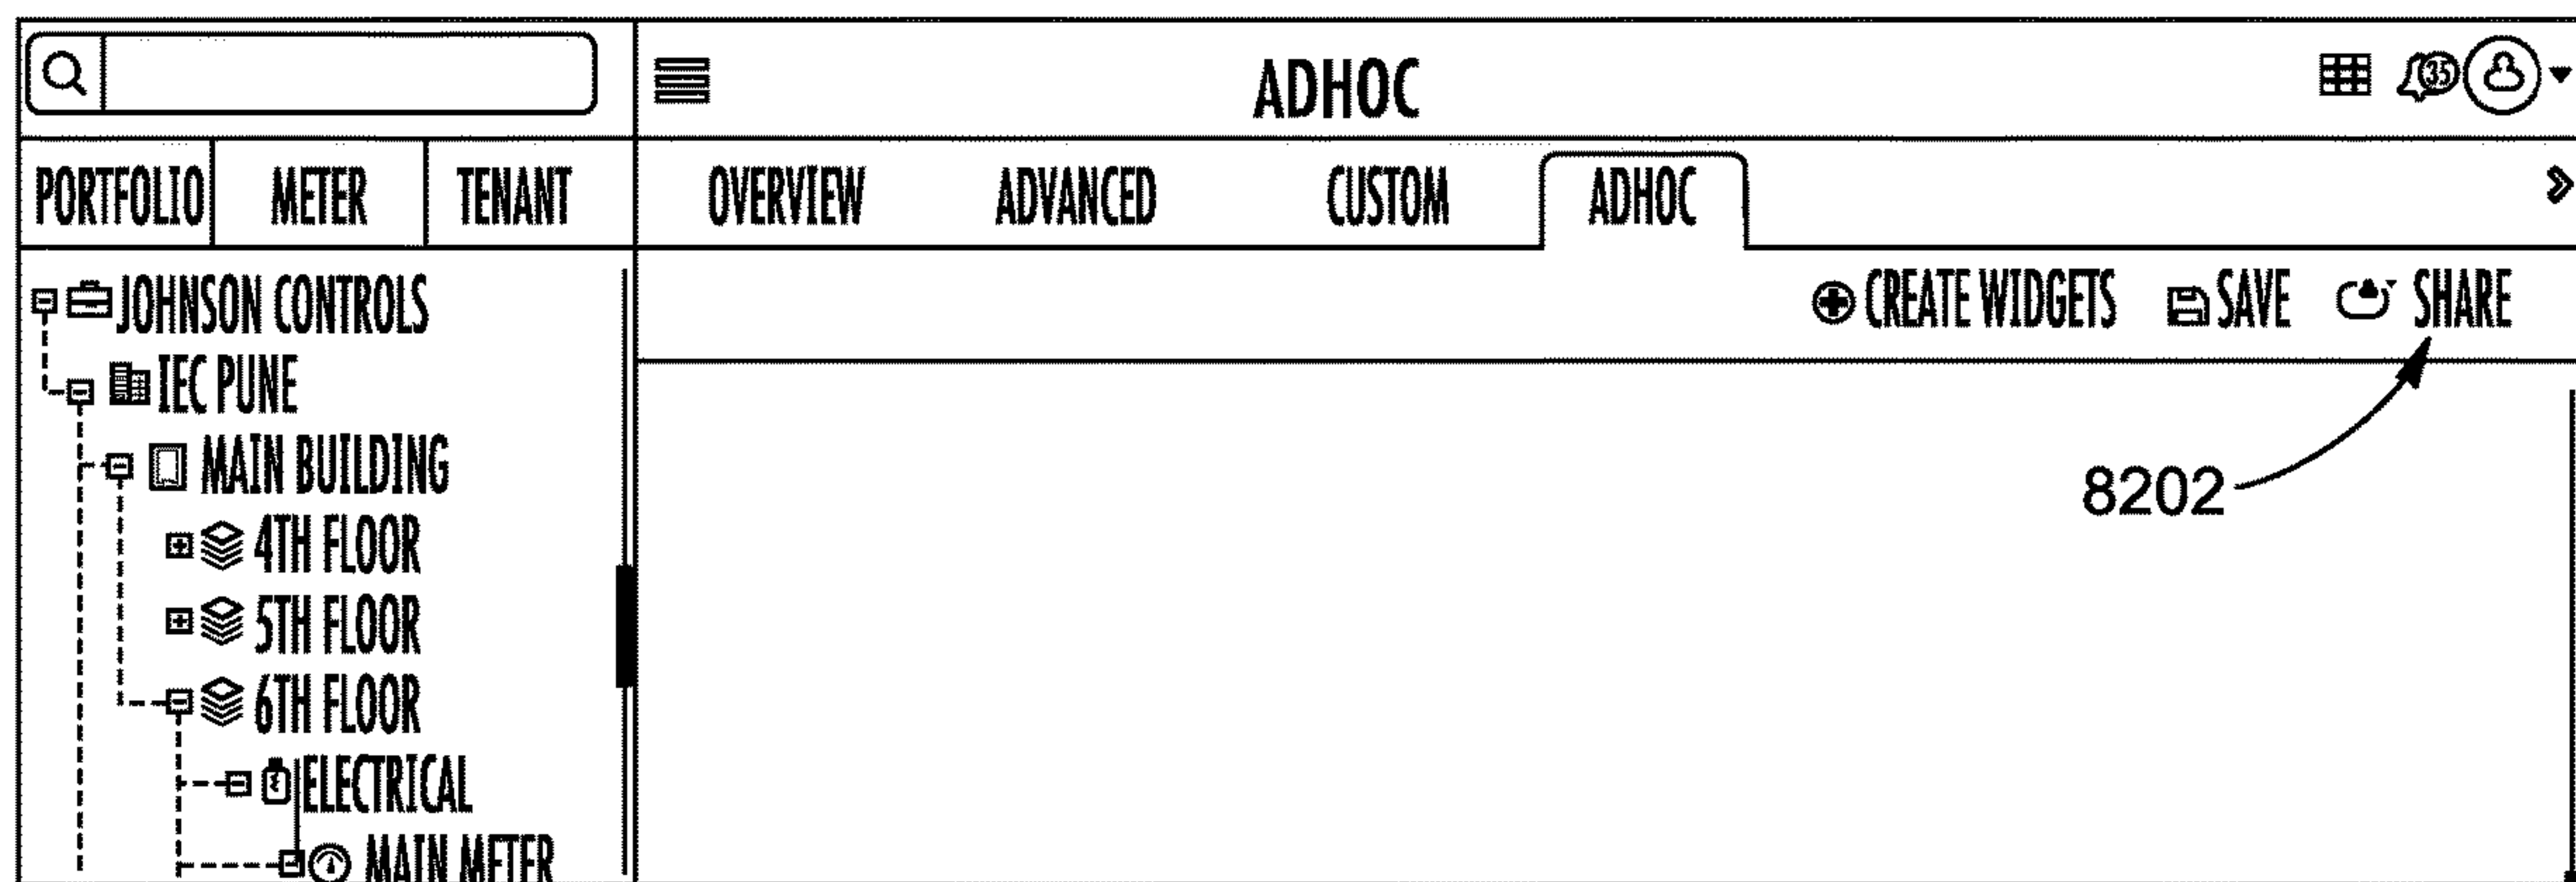 ADHOC
35
PORTFOLIO METER TENANT
OVERVIEW ADVANCED CUSTOM ADHOC
CREATE WIDGETS SAVE SHARE
JOHNSON CONTROLS
IEC PUNE
MAIN BUILDING
4TH FLOOR
5TH FLOOR
6TH FLOOR
ELECTRICAL
MAIN METER
8202